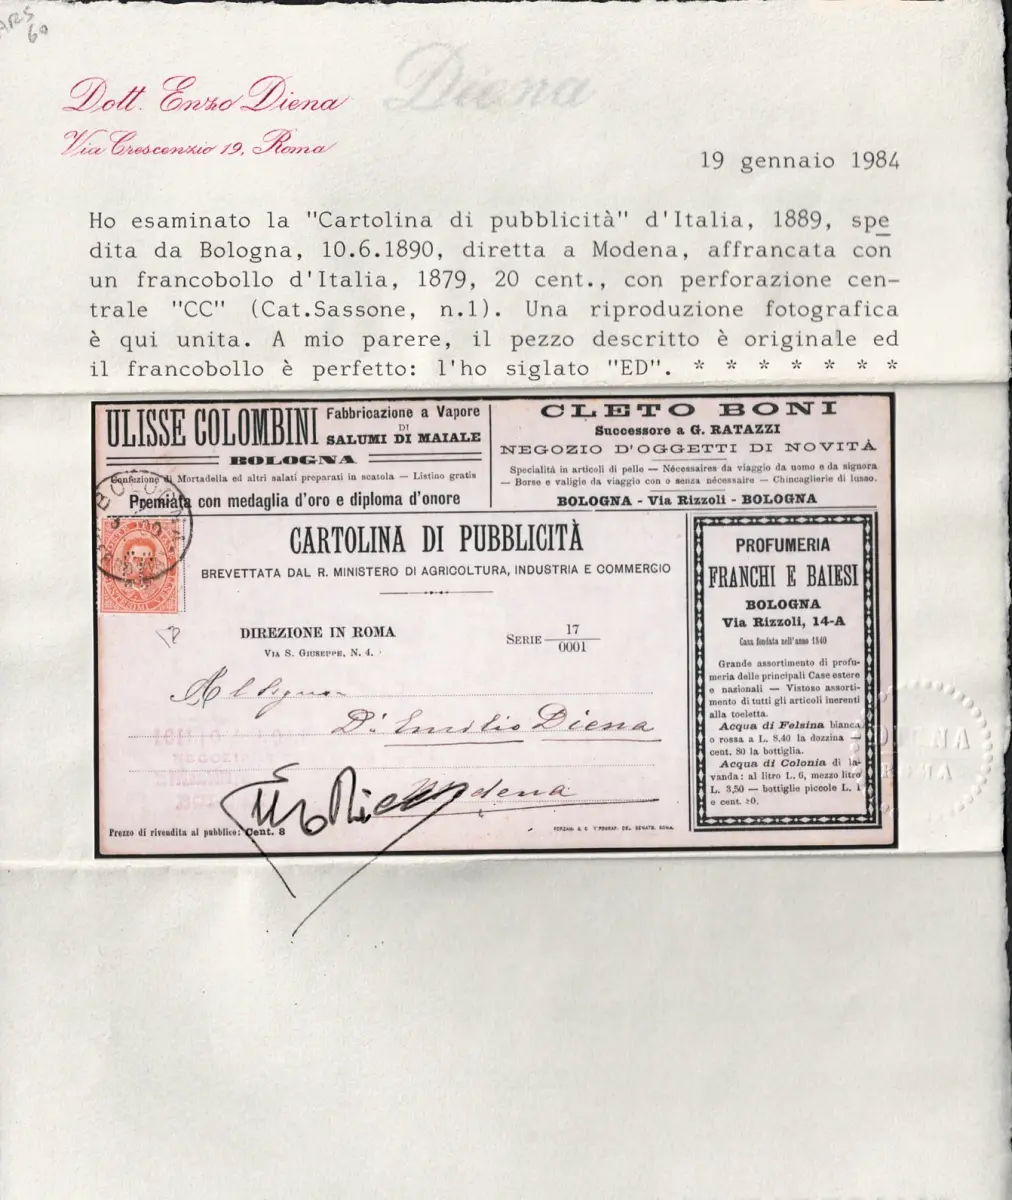 ARS
60
Diena
Dott. Enzo Diena
Via Crescenzio 19, Roma
19 gennaio 1984
Ho esaminato la "Cartolina di pubblicità" d'Italia, 1889, spe
dita da Bologna, 10.6.1890, diretta a Modena, affrancata con
un francobollo d'Italia, 1879, 20 cent., con perforazione cen-
trale "CC" (Cat.Sassone, n.1). Una riproduzione fotografica
è qui unita. A mio parere, il pezzo descritto è originale ed
il francobollo è perfetto: l'ho siglato "ED". * * * * * * *
ULISSE COLOMBINI
Fabbricazione a Vapore
DI
SALUMI DI MAIALE
BOLOGNA
Confezione di Mortadella ed altri salati preparati in scatola — Listino gratis
Premiata con medaglia d'oro e diploma d'onore
CLETO BONI
Successore a G. RATAZZI
NEGOZIO D'OGGETTI DI NOVITÀ
Specialità in articoli di pelle — Nécessaires da viaggio da uomo e da signora
— Borse e valigie da viaggio con o senza nécessaire — Chincaglierie di lusso.
BOLOGNA - Via Rizzoli - BOLOGNA
CARTOLINA DI PUBBLICITÀ
BREVETTATA DAL R. MINISTERO DI AGRICOLTURA, INDUSTRIA E COMMERCIO
DIREZIONE IN ROMA
VIA S. GIUSEPPE, N. 4.
SERIE 17
0001
Al Signor
Dr. Emilio Diena
Modena
Prezzo di rivendita al pubblico: Cent. 8
PROFUMERIA
FRANCHI E BAIESI
BOLOGNA
Via Rizzoli, 14-A
Casa fondata nell'anno 1840
Grande assortimento di profu-
meria delle principali Case estere
e nazionali — Vistoso assorti-
mento di tutti gli articoli inerenti
alla toeletta.
Acqua di Felsina bianca
o rossa a L. 8.40 la dozzina —
cent. 80 la bottiglia.
Acqua di Colonia di la-
vanda: al litro L. 6, mezzo litro
L. 3,50 — bottiglie piccole L. 1
e cent. 50.
DIENA
ROMA